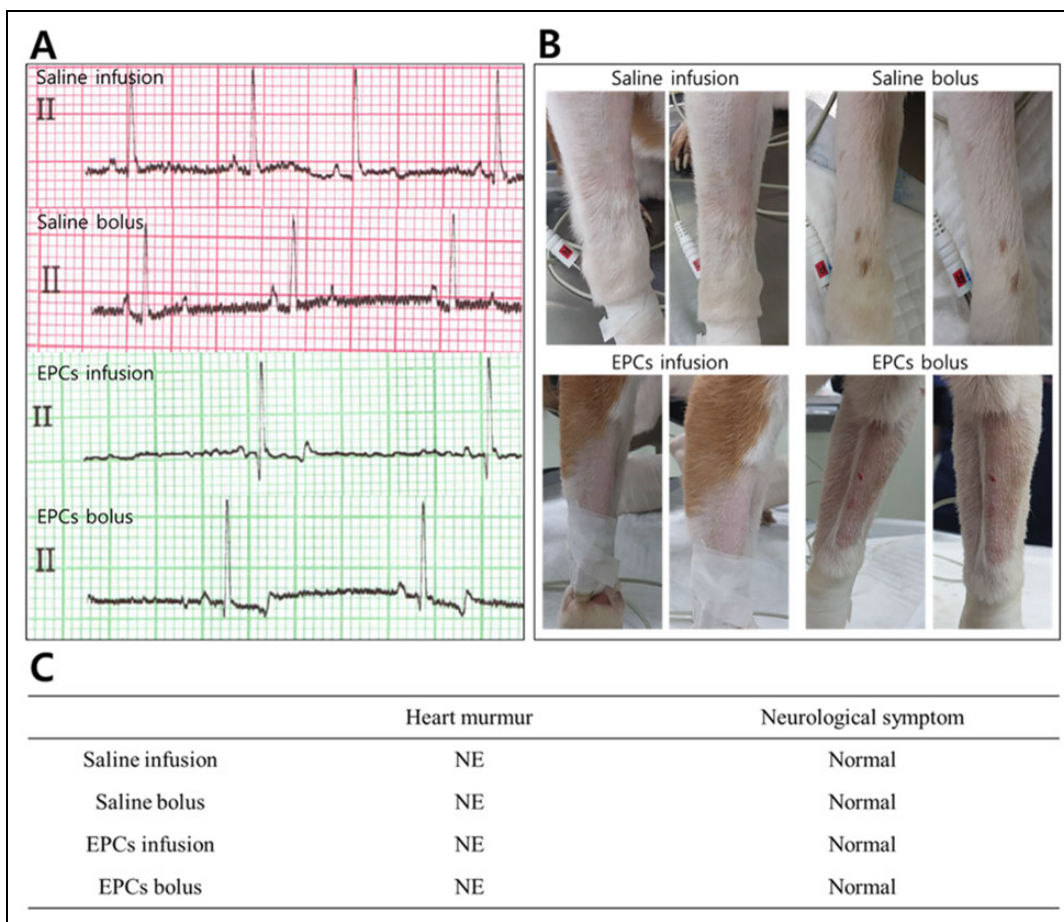 A
Saline infusion
II
Saline bolus
II
EPCs infusion
II
EPCs bolus
II
B
Saline infusion Saline bolus
EPCs infusion EPCs bolus
C
Heart murmur Neurological symptom
Saline infusion NE Normal
Saline bolus NE Normal
EPCs infusion NE Normal
EPCs bolus NE Normal